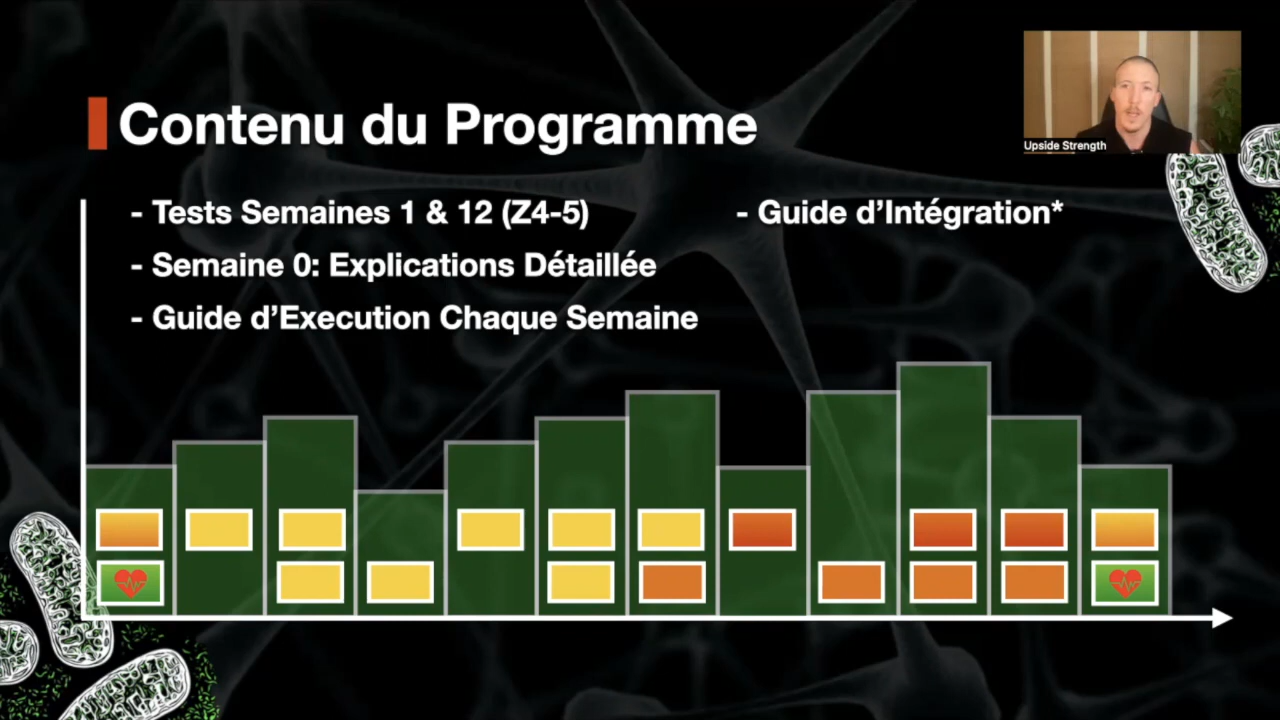 Contenu du Programme
Upside Strength
- Tests Semaines 1 & 12 (Z4-5)
- Semaine 0: Explications Détaillée
- Guide d’Execution Chaque Semaine
- Guide d’Intégration*